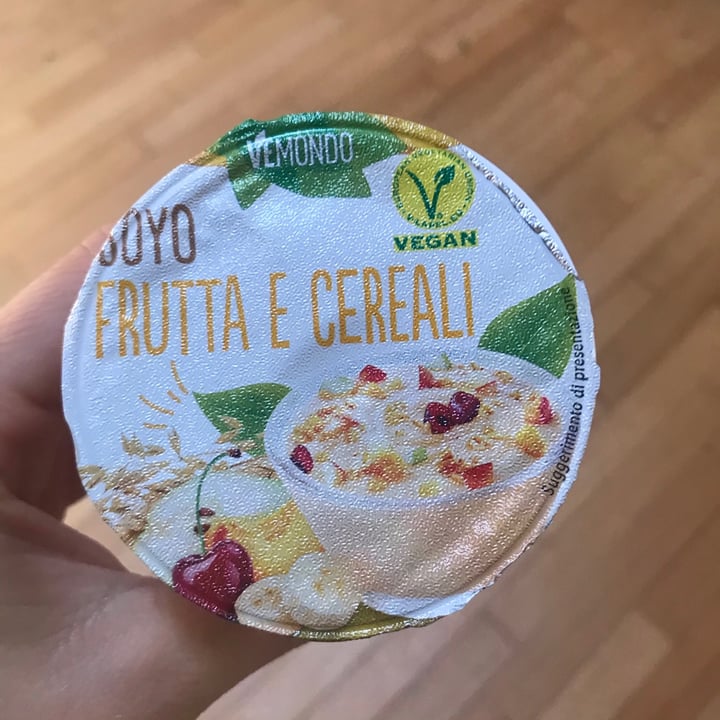 VEMONDO
VEGAN
SOYO
FRUTTA E CEREALI
Suggerimento di presentazione